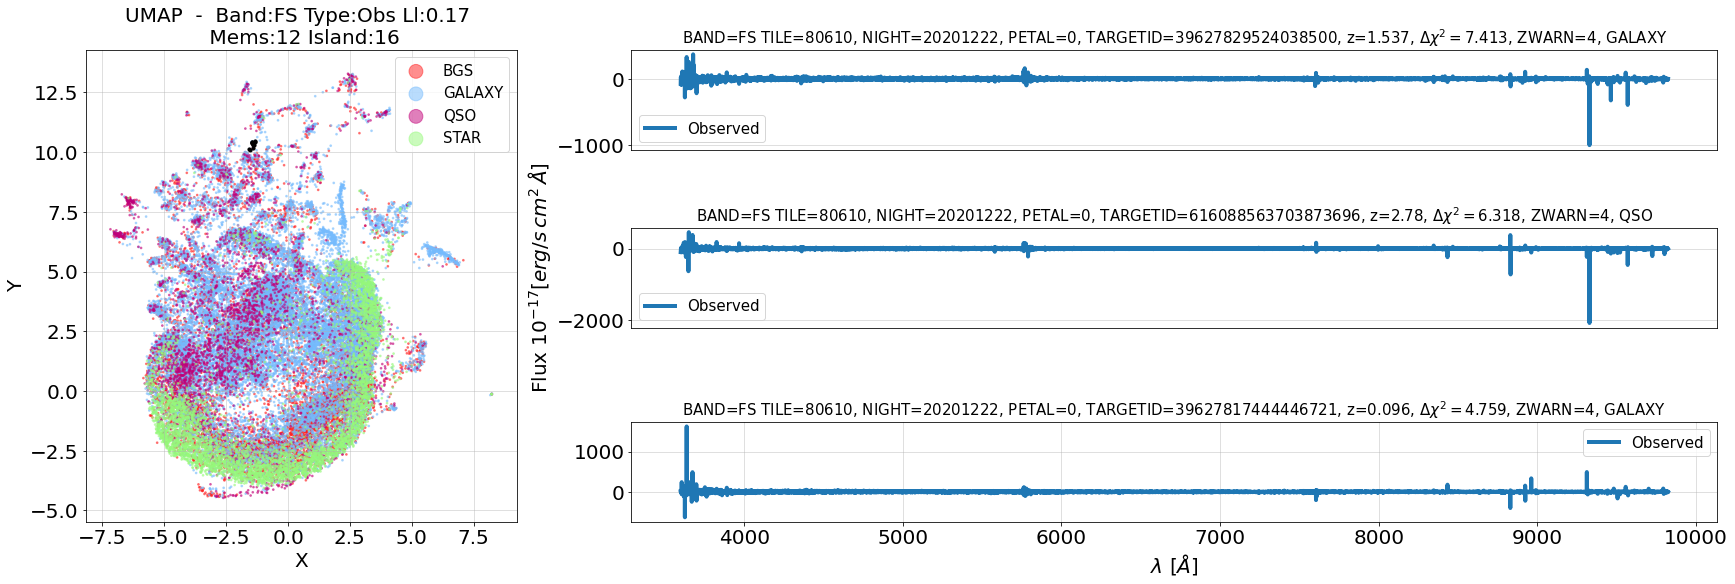 UMAP - Band:FS Type:Obs Ll:0.17
Mems:12 Island:16
BGS
GALAXY
QSO
STAR
12.5
10.0
7.5
5.0
2.5
0.0
−2.5
−5.0
Y
−7.5 −5.0 −2.5 0.0 2.5 5.0 7.5
X
Flux 10⁻¹⁷[erg/s cm² Å]
BAND=FS TILE=80610, NIGHT=20201222, PETAL=0, TARGETID=39627829524038500, z=1.537, Δχ² = 7.413, ZWARN=4, GALAXY
0
−1000
Observed
BAND=FS TILE=80610, NIGHT=20201222, PETAL=0, TARGETID=616088563703873696, z=2.78, Δχ² = 6.318, ZWARN=4, QSO
0
−2000
Observed
BAND=FS TILE=80610, NIGHT=20201222, PETAL=0, TARGETID=39627817444446721, z=0.096, Δχ² = 4.759, ZWARN=4, GALAXY
1000
0
Observed
4000 5000 6000 7000 8000 9000 10000
λ [Å]